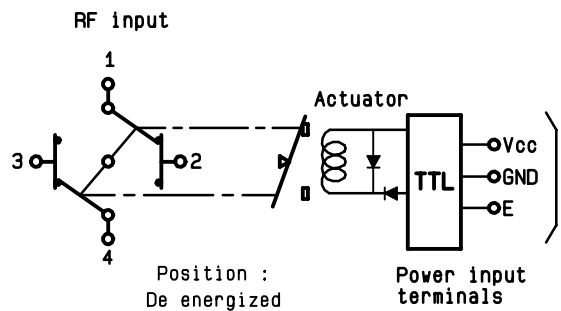 RF input
1
Actuator
3
2
TTL
Vcc
GND
E
4
Position :
De energized
Power input
terminals